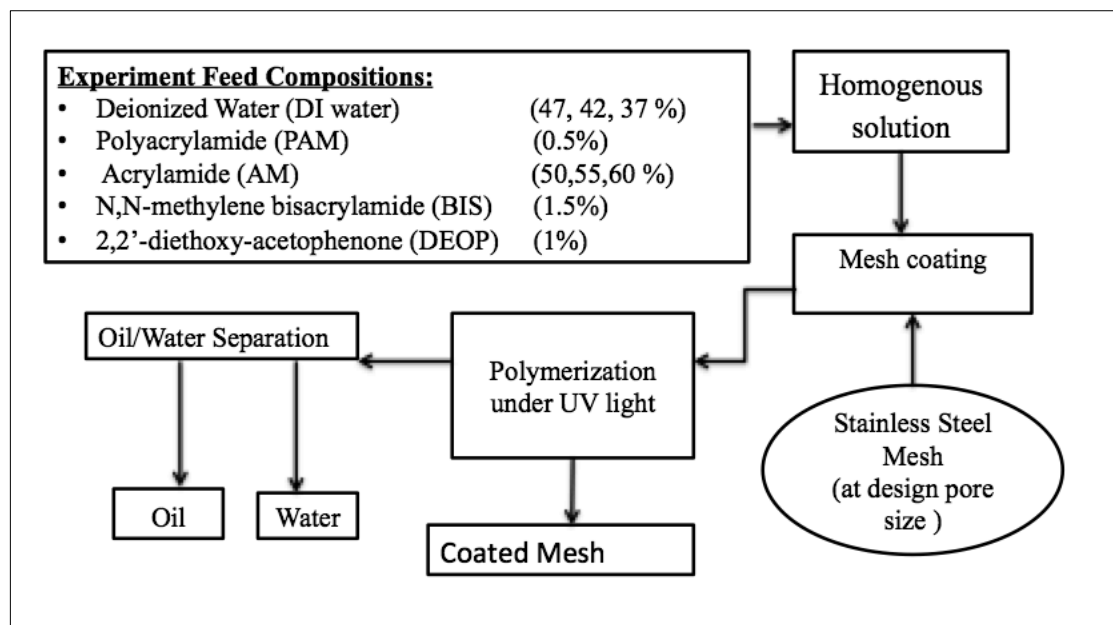 Experiment Feed Compositions:
• Deionized Water (DI water) (47, 42, 37 %)
• Polyacrylamide (PAM) (0.5%)
• Acrylamide (AM) (50,55,60 %)
• N,N-methylene bisacrylamide (BIS) (1.5%)
• 2,2’-diethoxy-acetophenone (DEOP) (1%)
Homogenous
solution
Mesh coating
Stainless Steel
Mesh
(at design pore
size )
Polymerization
under UV light
Coated Mesh
Oil/Water Separation
Oil
Water